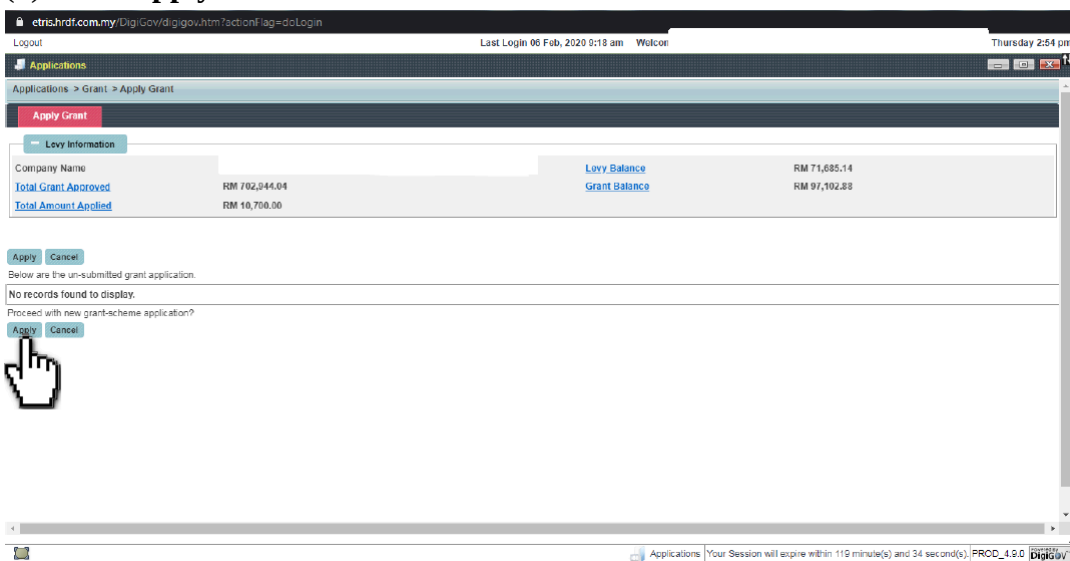 etris.hrdf.com.my/DigiGov/digigov.htm?actionFlag=doLogin
Logout Last Login 06 Feb, 2020 9:18 am Welcom Thursday 2:54 pm
Applications
Applications > Grant > Apply Grant
Apply Grant
Levy Information
Company Name Levy Balance RM 71,685.14
Total Grant Approved RM 702,944.04 Grant Balance RM 97,102.88
Total Amount Applied RM 10,700.00
Apply Cancel
Below are the un-submitted grant application.
No records found to display.
Proceed with new grant-scheme application?
Apply Cancel
Applications Your Session will expire within 119 minute(s) and 34 second(s). PROD_4.9.0 powered by DigiGOV